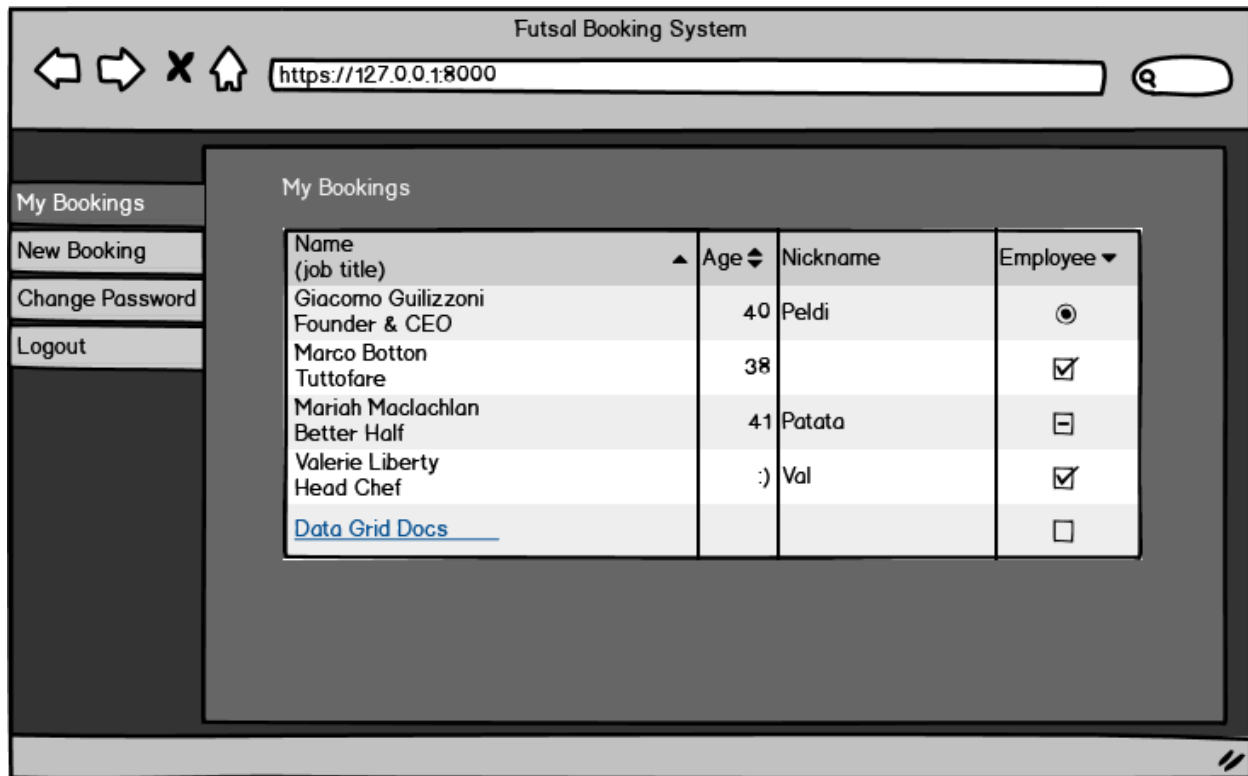 Futsal Booking System
https://127.0.0.1:8000
My Bookings
New Booking
Change Password
Logout
My Bookings
Name
(job title)
Age
Nickname
Employee
Giacomo Guilizzoni
Founder & CEO
40
Peldi
Marco Botton
Tuttofare
38
Mariah Maclachlan
Better Half
41
Patata
Valerie Liberty
Head Chef
:)
Val
Data Grid Docs